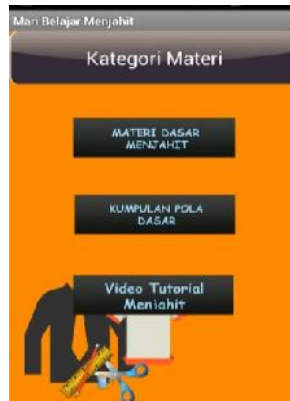 Mari Belajar Menjahit
Kategori Materi
MATERI DASAR
MENJAHIT
KUMPULAN POLA
DASAR
Video Tutorial
Menjahit